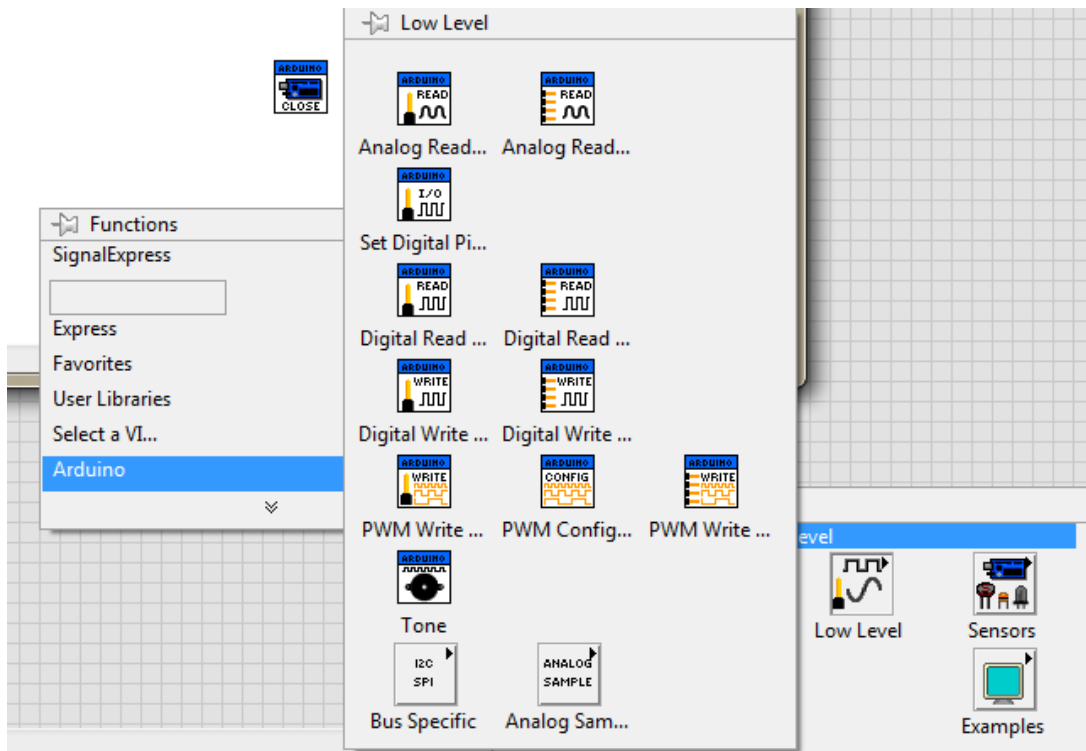 Low Level
ARDUINO
CLOSE
ARDUINO
READ
ARDUINO
READ
Analog Read... Analog Read...
ARDUINO
I/O
Set Digital Pi...
Functions
SignalExpress
ARDUINO
READ
ARDUINO
READ
Digital Read ... Digital Read ...
Express
Favorites
User Libraries
Select a VI...
Arduino
ARDUINO
WRITE
ARDUINO
WRITE
Digital Write ... Digital Write ...
ARDUINO
WRITE
ARDUINO
CONFIG
ARDUINO
WRITE
PWM Write ... PWM Config... PWM Write ...
ARDUINO
Tone
I2C
SPI
ANALOG
SAMPLE
Bus Specific Analog Sam...
evel
Low Level Sensors
Examples